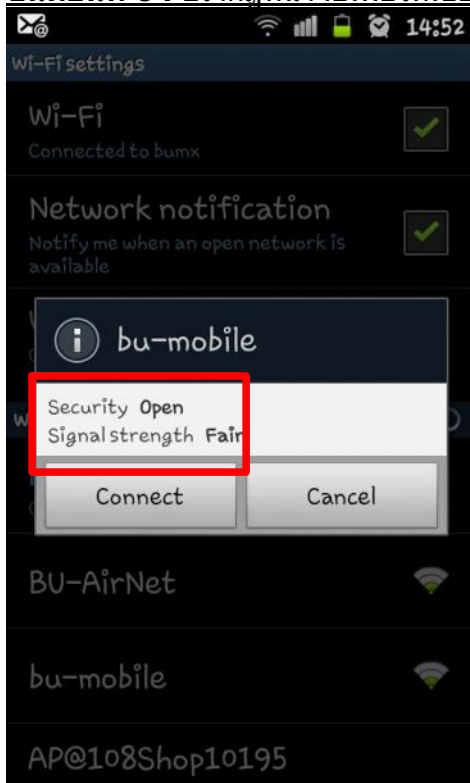 14:52
Wi-Fi settings
Wi-Fi
Connected to bumx
Network notification
Notify me when an open network is
available
bu-mobile
Security Open
Signal strength Fair
Connect Cancel
BU-AirNet
bu-mobile
AP@108Shop10195